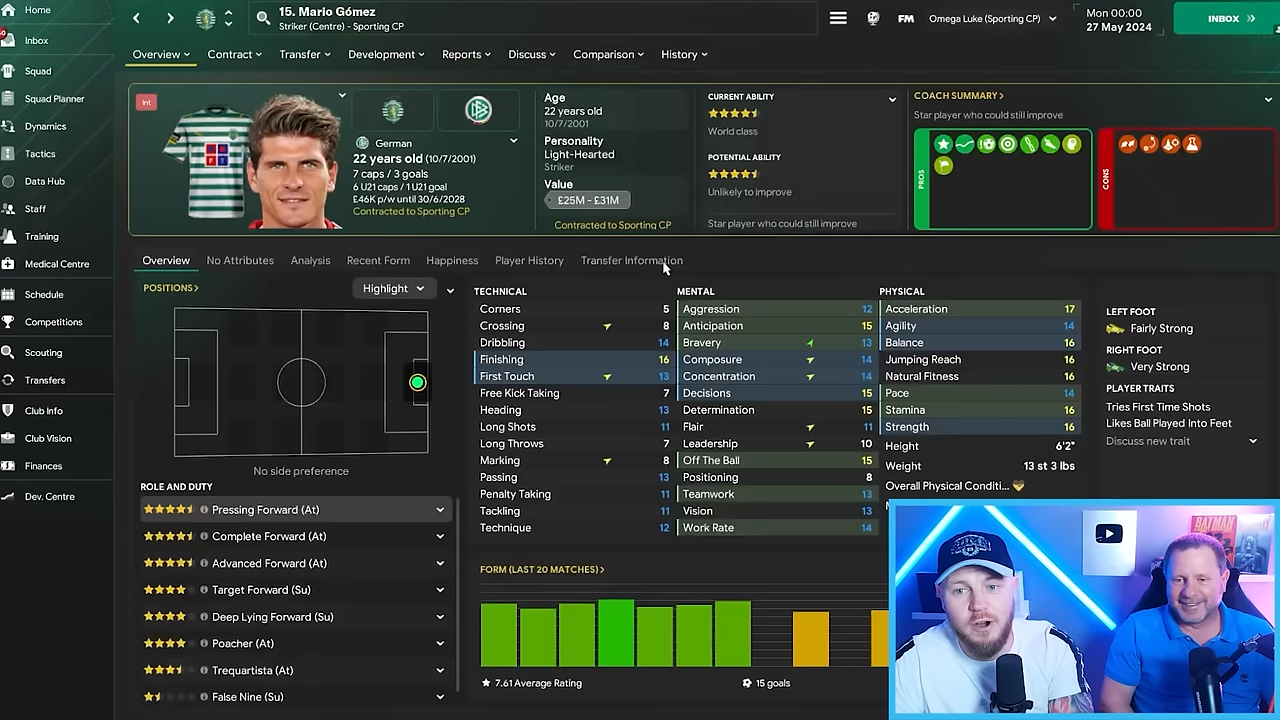 Home
Inbox
Squad
Squad Planner
Dynamics
Tactics
Data Hub
Staff
Training
Medical Centre
Schedule
Competitions
Scouting
Transfers
Club Info
Club Vision
Finances
Dev. Centre
15. Mario Gómez
Striker (Centre) - Sporting CP
FM
Omega Luke (Sporting CP)
Mon 00:00
27 May 2024
INBOX
Overview
Contract
Transfer
Development
Reports
Discuss
Comparison
History
Int
German
22 years old (10/7/2001)
7 caps / 3 goals
6 U21 caps / 1 U21 goal
£46K p/w until 30/6/2028
Contracted to Sporting CP
Age
22 years old
10/7/2001
Personality
Light-Hearted
Striker
Value
£25M - £31M
Contracted to Sporting CP
CURRENT ABILITY
World class
POTENTIAL ABILITY
Unlikely to improve
Star player who could still improve
COACH SUMMARY >
Star player who could still improve
PROS
CONS
Overview
No Attributes
Analysis
Recent Form
Happiness
Player History
Transfer Information
POSITIONS >
Highlight
No side preference
ROLE AND DUTY
Pressing Forward (At)
Complete Forward (At)
Advanced Forward (At)
Target Forward (Su)
Deep Lying Forward (Su)
Poacher (At)
Trequartista (At)
False Nine (Su)
TECHNICAL
Corners 5
Crossing 8
Dribbling 14
Finishing 16
First Touch 13
Free Kick Taking 7
Heading 13
Long Shots 11
Long Throws 7
Marking 8
Passing 13
Penalty Taking 11
Tackling 11
Technique 12
MENTAL
Aggression 12
Anticipation 15
Bravery 13
Composure 14
Concentration 14
Decisions 15
Determination 15
Flair 11
Leadership 10
Off The Ball 15
Positioning 8
Teamwork 13
Vision 13
Work Rate 14
PHYSICAL
Acceleration 17
Agility 14
Balance 16
Jumping Reach 16
Natural Fitness 16
Pace 14
Stamina 16
Strength 16
Height 6'2"
Weight 13 st 3 lbs
Overall Physical Conditi...
LEFT FOOT
Fairly Strong
RIGHT FOOT
Very Strong
PLAYER TRAITS
Tries First Time Shots
Likes Ball Played Into Feet
Discuss new trait
FORM (LAST 20 MATCHES) >
7.61 Average Rating
15 goals
BATMAN